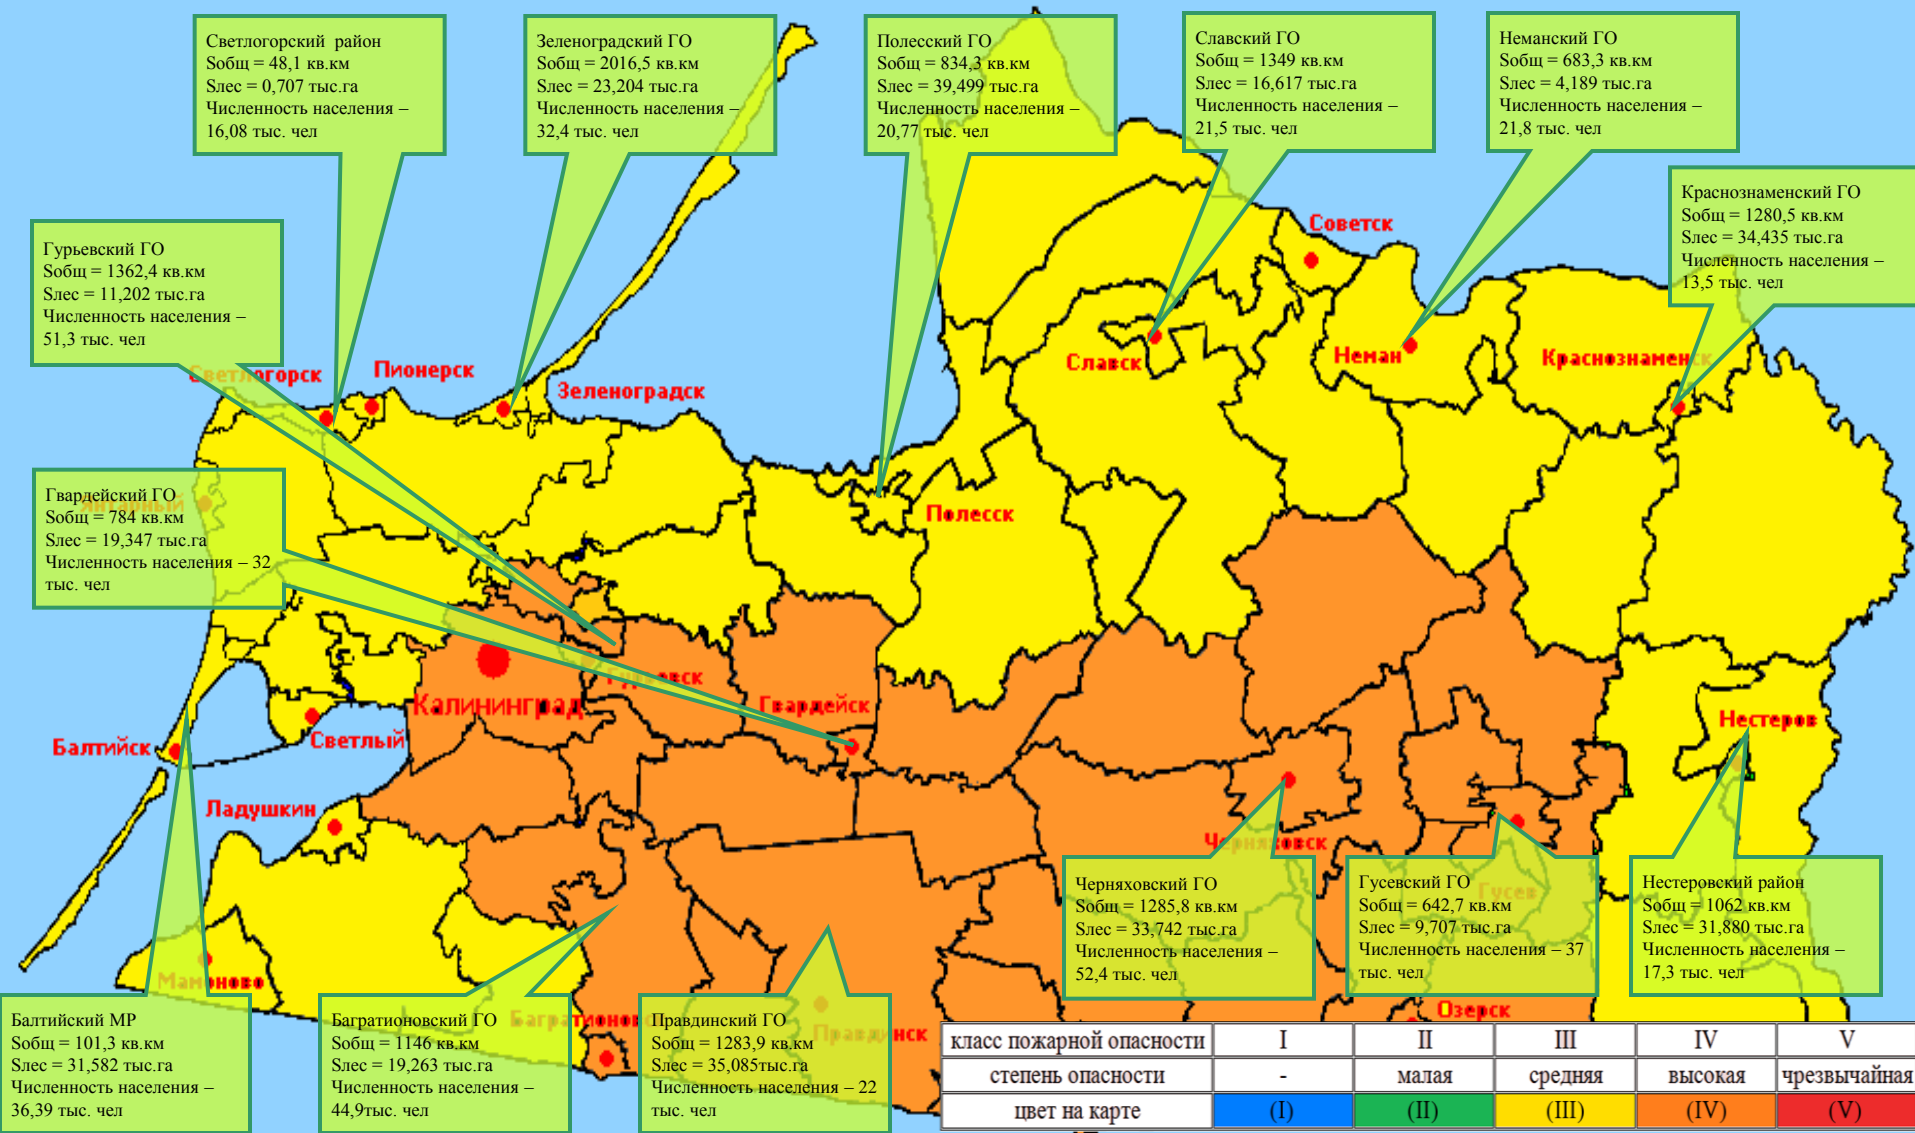 Светлогорский район
Sобщ = 48,1 кв.км
Sлес = 0,707 тыс.га
Численность населения –
16,08 тыс. чел
Зеленоградский ГО
Sобщ = 2016,5 кв.км
Sлес = 23,204 тыс.га
Численность населения –
32,4 тыс. чел
Полесский ГО
Sобщ = 834,3 кв.км
Sлес = 39,499 тыс.га
Численность населения –
20,77 тыс. чел
Славский ГО
Sобщ = 1349 кв.км
Sлес = 16,617 тыс.га
Численность населения –
21,5 тыс. чел
Неманский ГО
Sобщ = 683,3 кв.км
Sлес = 4,189 тыс.га
Численность населения –
21,8 тыс. чел
Краснознаменский ГО
Sобщ = 1280,5 кв.км
Sлес = 34,435 тыс.га
Численность населения –
13,5 тыс. чел
Гурьевский ГО
Sобщ = 1362,4 кв.км
Sлес = 11,202 тыс.га
Численность населения –
51,3 тыс. чел
Советск
Светлогорск
Пионерск
Зеленоградск
Славск
Неман
Краснознаменск
Гвардейский ГО
Sобщ = 784 кв.км
Sлес = 19,347 тыс.га
Численность населения – 32
тыс. чел
Янтарный
Полесск
Гурьевск
Калининград
Гвардейск
Нестеров
Балтийск
Светлый
Ладушкин
Черняховск
Гусев
Черняховский ГО
Sобщ = 1285,8 кв.км
Sлес = 33,742 тыс.га
Численность населения –
52,4 тыс. чел
Гусевский ГО
Sобщ = 642,7 кв.км
Sлес = 9,707 тыс.га
Численность населения – 37
тыс. чел
Нестеровский район
Sобщ = 1062 кв.км
Sлес = 31,880 тыс.га
Численность населения –
17,3 тыс. чел
Мамоново
Багратионовск
Правдинск
Озерск
Балтийский МР
Sобщ = 101,3 кв.км
Sлес = 31,582 тыс.га
Численность населения –
36,39 тыс. чел
Багратионовский ГО
Sобщ = 1146 кв.км
Sлес = 19,263 тыс.га
Численность населения –
44,9тыс. чел
Правдинский ГО
Sобщ = 1283,9 кв.км
Sлес = 35,085тыс.га
Численность населения – 22
тыс. чел
класс пожарной опасности I II III IV V
степень опасности - малая средняя высокая чрезвычайная
цвет на карте (I) (II) (III) (IV) (V)